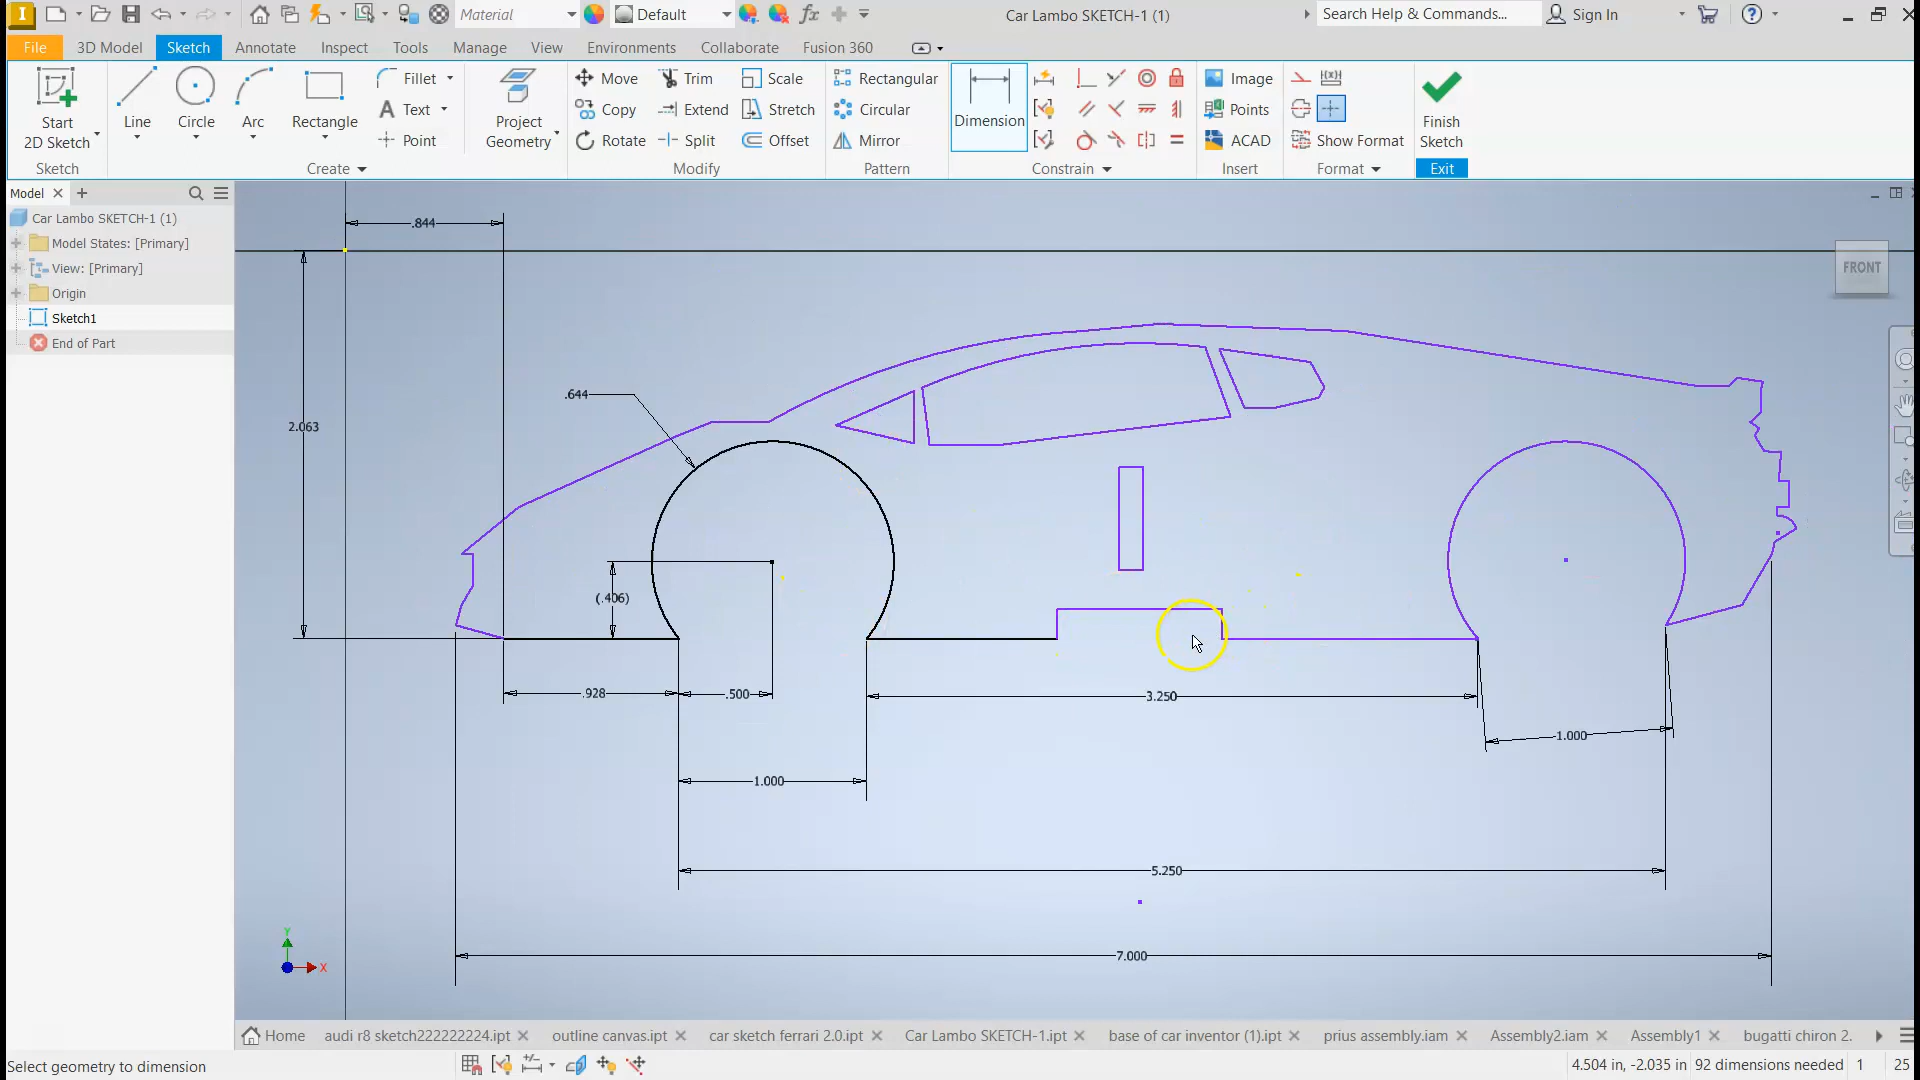 I
Material
Default
fx
Car Lambo SKETCH-1 (1)
Search Help & Commands...
Sign In
?
File
3D Model
Sketch
Annotate
Inspect
Tools
Manage
View
Environments
Collaborate
Fusion 360
Start
2D Sketch
Line
Circle
Arc
Rectangle
Fillet
A Text
Point
Project
Geometry
Move
Copy
Rotate
Trim
Extend
Split
Scale
Stretch
Offset
Rectangular
Circular
Mirror
Dimension
Image
Points
ACAD
Show Format
Finish
Sketch
Sketch
Create
Modify
Pattern
Constrain
Insert
Format
Exit
Model
Car Lambo SKETCH-1 (1)
Model States: [Primary]
View: [Primary]
Origin
Sketch1
End of Part
.844
FRONT
.644
2.063
(.406)
.928
.500
3.250
1.000
1.000
5.250
7.000
Y
X
Home
audi r8 sketch222222224.ipt
outline canvas.ipt
car sketch ferrari 2.0.ipt
Car Lambo SKETCH-1.ipt
base of car inventor (1).ipt
prius assembly.iam
Assembly2.iam
Assembly1
bugatti chiron 2.
Select geometry to dimension
4.504 in, -2.035 in
92 dimensions needed
1
25